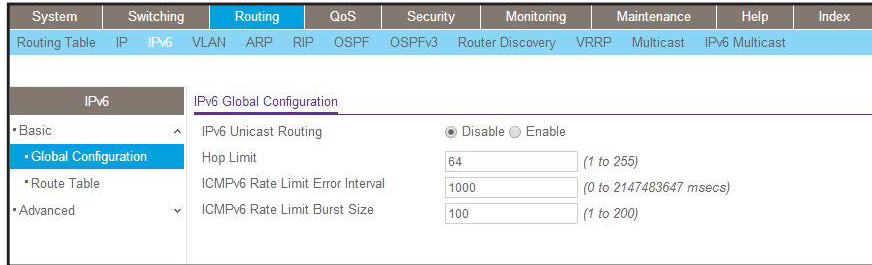 System Switching Routing QoS Security Monitoring Maintenance Help Index
Routing Table IP IPv6 VLAN ARP RIP OSPF OSPFv3 Router Discovery VRRP Multicast IPv6 Multicast
IPv6
IPv6 Global Configuration
Basic
IPv6 Unicast Routing Disable Enable
Global Configuration
Hop Limit 64 (1 to 255)
Route Table
ICMPv6 Rate Limit Error Interval 1000 (0 to 2147483647 msecs)
Advanced
ICMPv6 Rate Limit Burst Size 100 (1 to 200)